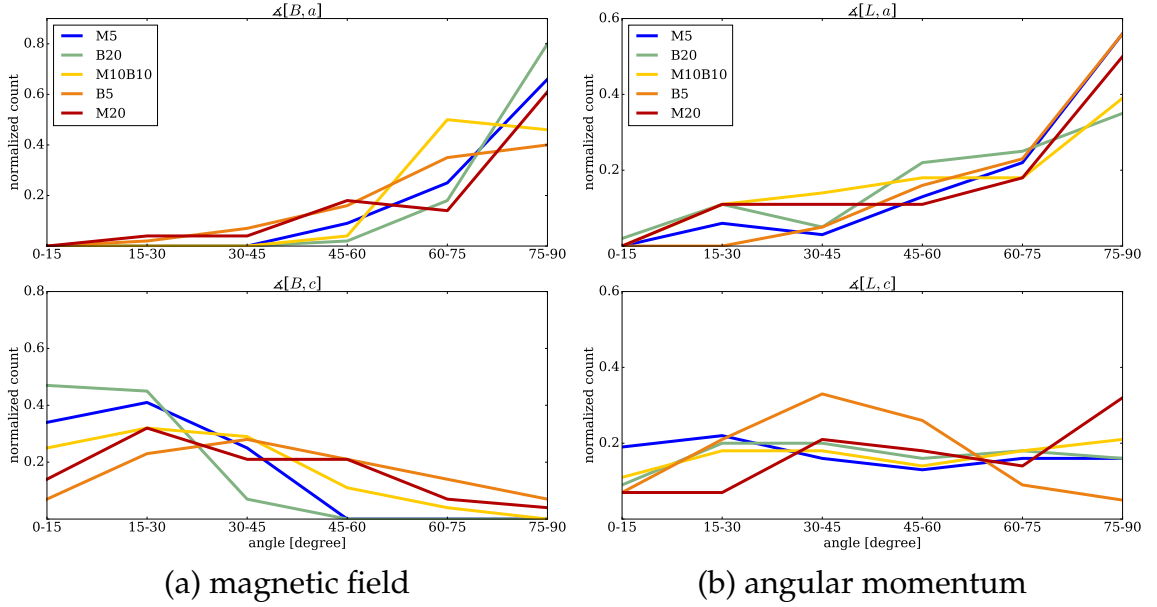 ∡[B, a]
normalized count
0.8
0.6
0.4
0.2
0.1
M5
B20
M10B10
B5
M20
0-15 15-30 30-45 45-60 60-75 75-90
∡[L, a]
normalized count
0.6
0.4
0.2
0.1
M5
B20
M10B10
B5
M20
0-15 15-30 30-45 45-60 60-75 75-90
∡[B, c]
normalized count
0.8
0.6
0.4
0.2
0-15 15-30 30-45 45-60 60-75 75-90
angle [degree]
∡[L, c]
normalized count
0.6
0.4
0.2
0-15 15-30 30-45 45-60 60-75 75-90
angle [degree]
(a) magnetic field
(b) angular momentum